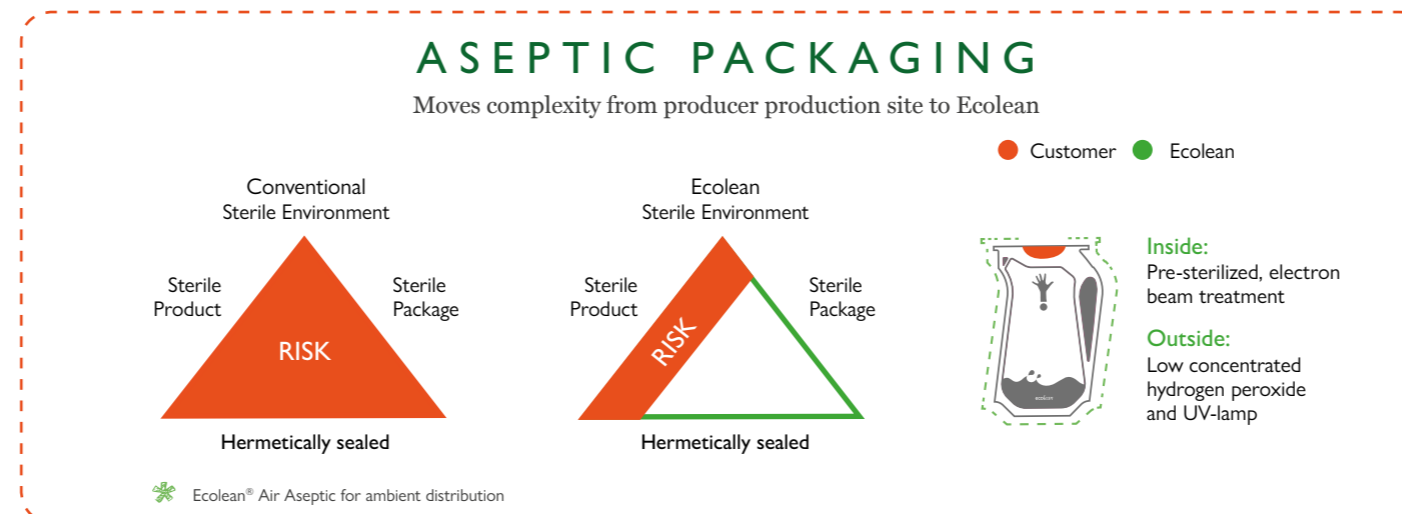 ASEPTIC PACKAGING
Moves complexity from producer production site to Ecolean
Customer
Ecolean
Conventional
Sterile Environment
Sterile
Product
Sterile
Package
RISK
Hermetically sealed
Ecolean
Sterile Environment
Sterile
Product
Sterile
Package
RISK
Hermetically sealed
ecolean
Inside:
Pre-sterilized, electron
beam treatment
Outside:
Low concentrated
hydrogen peroxide
and UV-lamp
Ecolean® Air Aseptic for ambient distribution